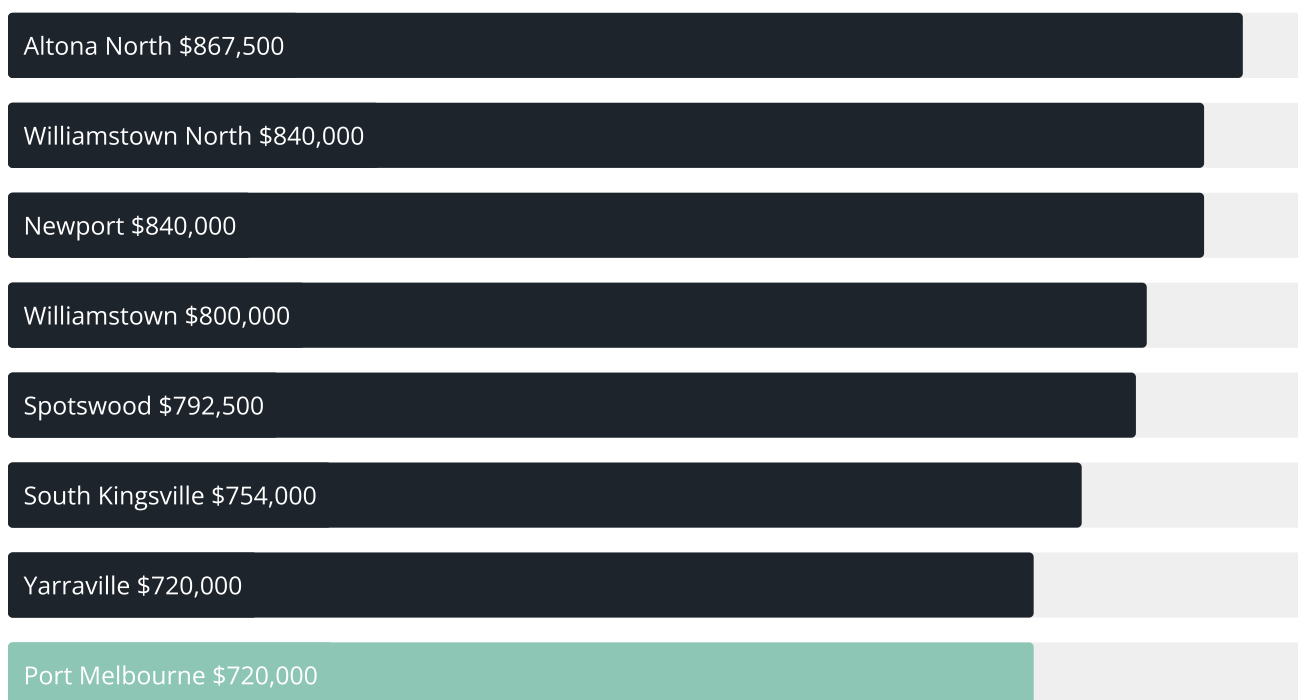 Altona North $867,500
Williamstown North $840,000
Newport $840,000
Williamstown $800,000
Spotswood $792,500
South Kingsville $754,000
Yarraville $720,000
Port Melbourne $720,000